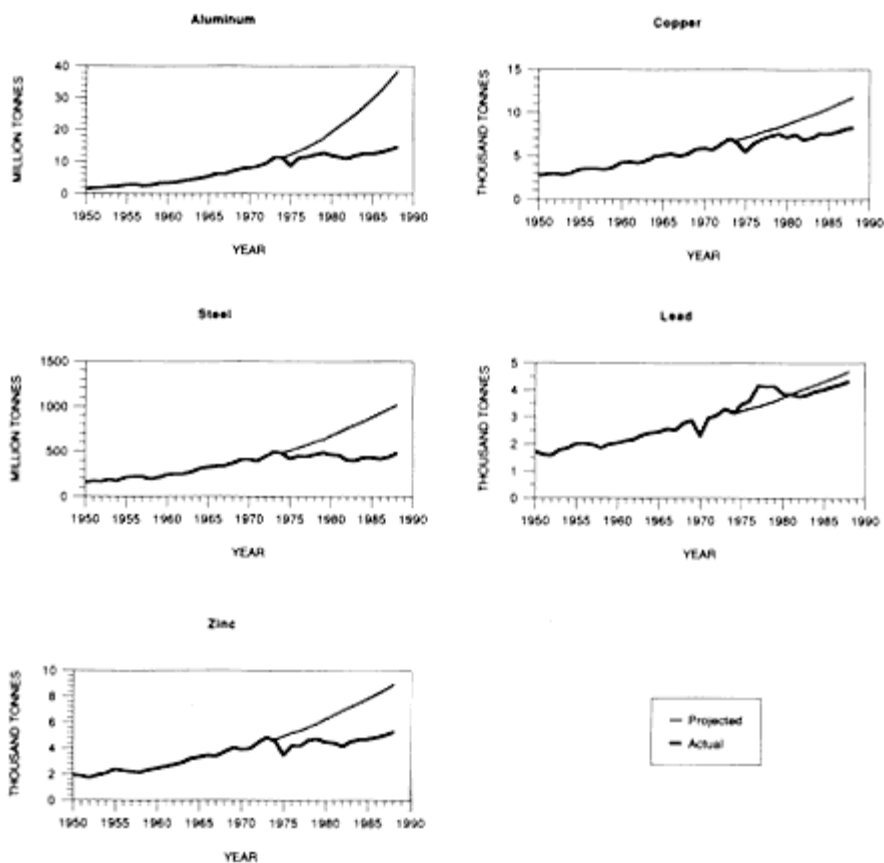 Aluminum
MILLION TONNES
40
30
20
10
0
1950 1955 1960 1965 1970 1975 1980 1985 1990
YEAR
Copper
THOUSAND TONNES
15
10
5
0
1950 1955 1960 1965 1970 1975 1980 1985 1990
YEAR
Steel
MILLION TONNES
1500
1000
500
0
1950 1955 1960 1965 1970 1975 1980 1985 1990
YEAR
Lead
THOUSAND TONNES
5
4
3
2
1
0
1950 1955 1960 1965 1970 1975 1980 1985 1990
YEAR
Zinc
THOUSAND TONNES
10
8
6
4
2
0
1950 1955 1960 1965 1970 1975 1980 1985 1990
YEAR
Projected
Actual